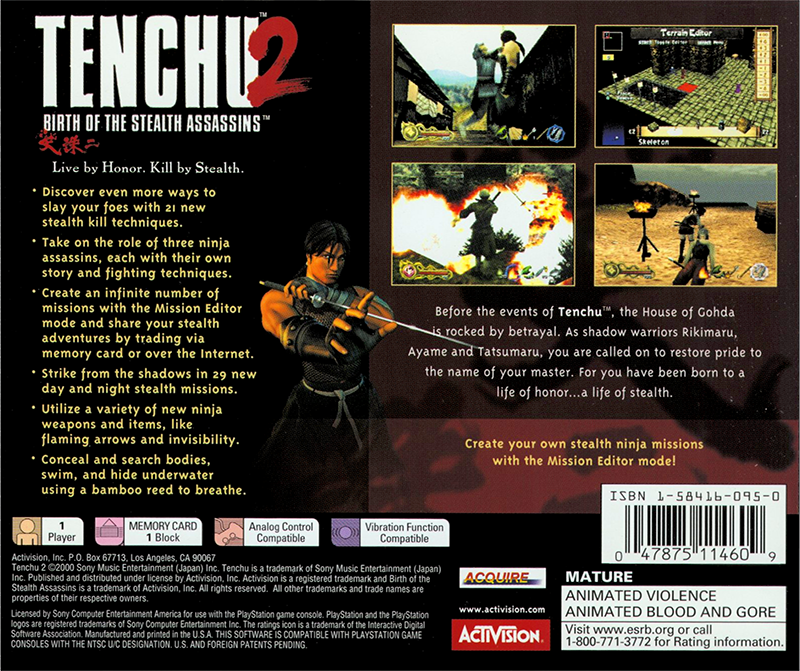 TENCHU™ 2
BIRTH OF THE STEALTH ASSASSINS™
Live by Honor. Kill by Stealth.
• Discover even more ways to
slay your foes with 21 new
stealth kill techniques.
• Take on the role of three ninja
assassins, each with their own
story and fighting techniques.
• Create an infinite number of
missions with the Mission Editor
mode and share your stealth
adventures by trading via
memory card or over the Internet.
• Strike from the shadows in 29 new
day and night stealth missions.
• Utilize a variety of new ninja
weapons and items, like
flaming arrows and invisibility.
• Conceal and search bodies,
swim, and hide underwater
using a bamboo reed to breathe.
Terrain Editor
Skeleton
Before the events of Tenchu™, the House of Gohda
is rocked by betrayal. As shadow warriors Rikimaru,
Ayame and Tatsumaru, you are called on to restore pride to
the name of your master. For you have been born to a
life of honor...a life of stealth.
Create your own stealth ninja missions
with the Mission Editor mode!
1
Player
MEMORY CARD
1 Block
Analog Control
Compatible
Vibration Function
Compatible
Activision, Inc. P.O. Box 67713, Los Angeles, CA 90067
Tenchu 2 ©2000 Sony Music Entertainment (Japan) Inc. Tenchu is a trademark of Sony Music Entertainment (Japan)
Inc. Published and distributed under license by Activision, Inc. Activision is a registered trademark and Birth of the
Stealth Assassins is a trademark of Activision, Inc. All rights reserved. All other trademarks and trade names are
properties of their respective owners.
Licensed by Sony Computer Entertainment America for use with the PlayStation game console. PlayStation and the PlayStation
logos are registered trademarks of Sony Computer Entertainment Inc. The ratings icon is a trademark of the Interactive Digital
Software Association. Manufactured and printed in the U.S.A. THIS SOFTWARE IS COMPATIBLE WITH PLAYSTATION GAME
CONSOLES WITH THE NTSC U/C DESIGNATION. U.S. AND FOREIGN PATENTS PENDING.
ACQUIRE
www.activision.com
ACTIVISION.
ISBN 1-58416-095-0
0 47875 11460 9
MATURE
ANIMATED VIOLENCE
ANIMATED BLOOD AND GORE
Visit www.esrb.org or call
1-800-771-3772 for Rating information.